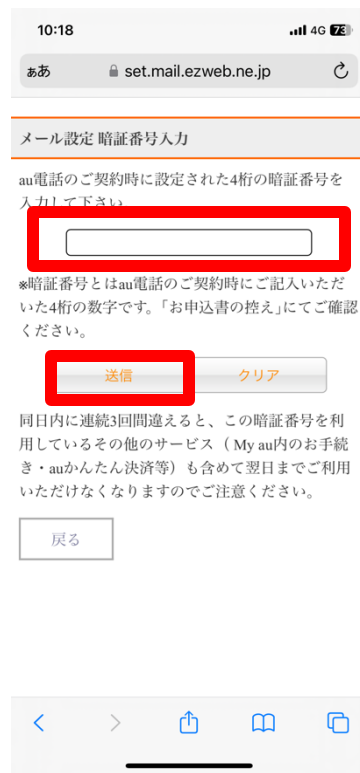 10:18
4G 73
ああ set.mail.ezweb.ne.jp
メール設定 暗証番号入力
au電話のご契約時に設定された4桁の暗証番号を
入力して下さい
※暗証番号とはau電話のご契約時にご記入いただ
いた4桁の数字です。「お申込書の控え」にてご確認
ください。
送信 クリア
同日内に連続3回間違えると、この暗証番号を利
用しているその他のサービス（ My au内のお手続
き・auかんたん決済等）も含めて翌日までご利用
いただけなくなりますのでご注意ください。
戻る